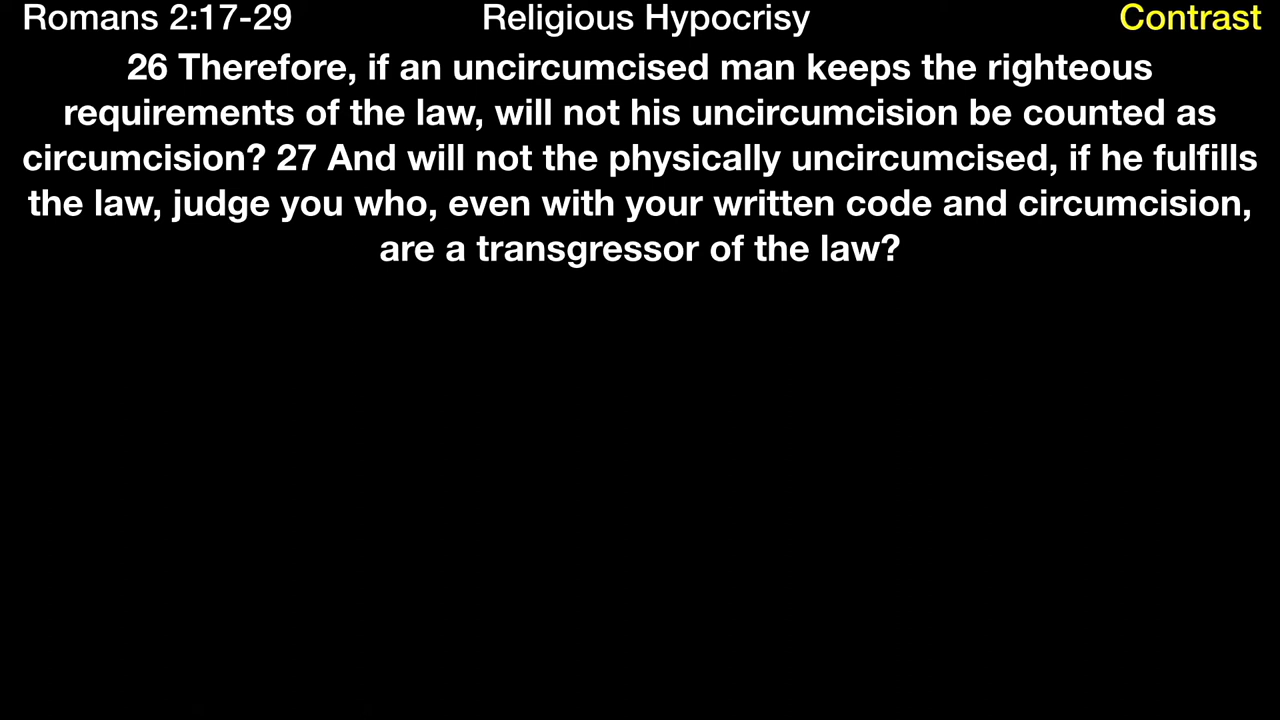 Romans 2:17-29 Religious Hypocrisy Contrast
26 Therefore, if an uncircumcised man keeps the righteous
requirements of the law, will not his uncircumcision be counted as
circumcision? 27 And will not the physically uncircumcised, if he fulfills
the law, judge you who, even with your written code and circumcision,
are a transgressor of the law?